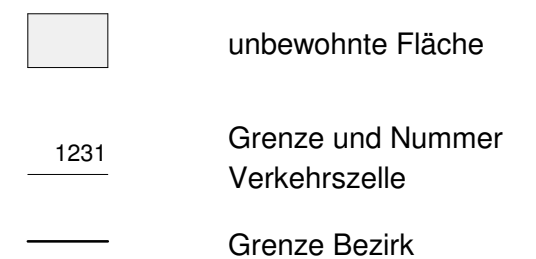 unbewohnte Fläche
1231
Grenze und Nummer
Verkehrszelle
Grenze Bezirk